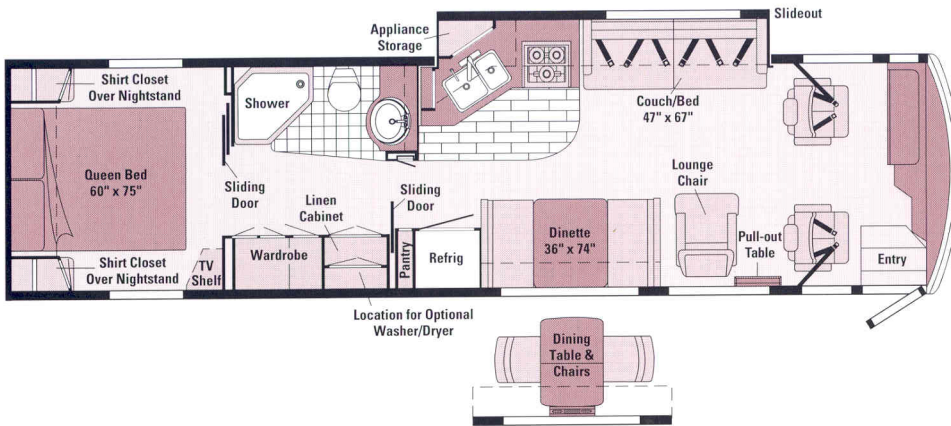 Slideout
Appliance
Storage
Shirt Closet
Over Nightstand
Shower
Couch/Bed
47" x 67"
Queen Bed
60" x 75"
Sliding
Door
Linen
Cabinet
Sliding
Door
Lounge
Chair
Dinette
36" x 74"
Pull-out
Table
Wardrobe
Pantry
Refrig
Entry
TV
Shelf
Shirt Closet
Over Nightstand
Location for Optional
Washer/Dryer
Dining
Table &
Chairs